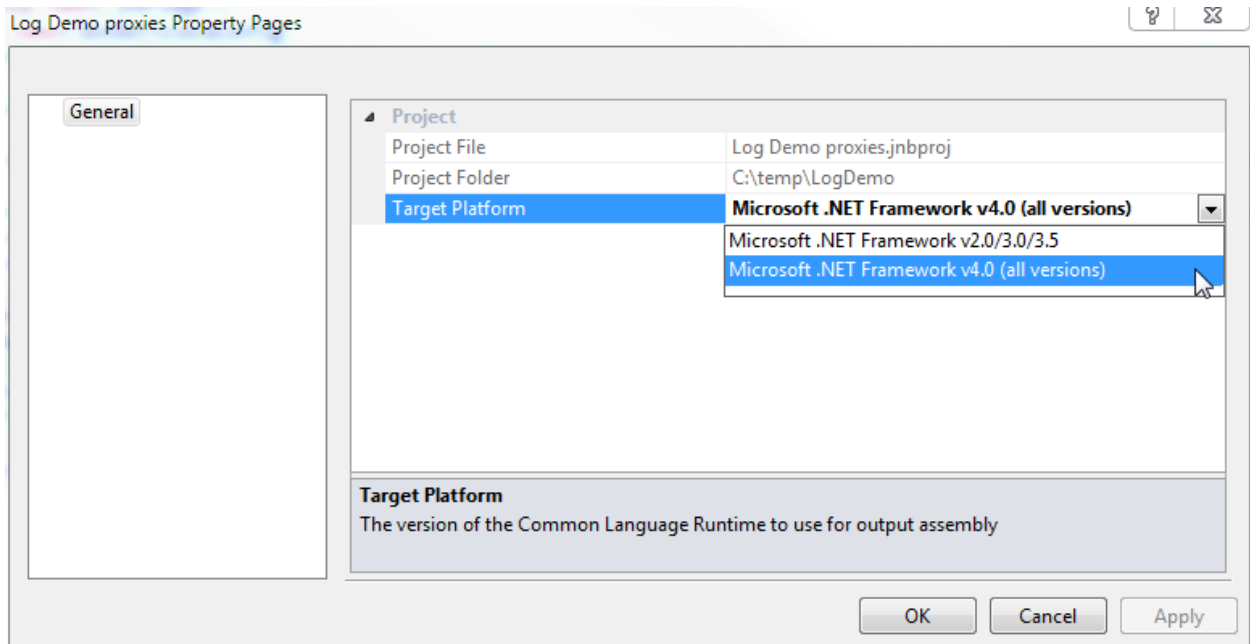 Log Demo proxies Property Pages
General
Project
Project File Log Demo proxies.jnbproj
Project Folder C:\temp\LogDemo
Target Platform Microsoft .NET Framework v4.0 (all versions)
Microsoft .NET Framework v2.0/3.0/3.5
Microsoft .NET Framework v4.0 (all versions)
Target Platform
The version of the Common Language Runtime to use for output assembly
OK Cancel Apply